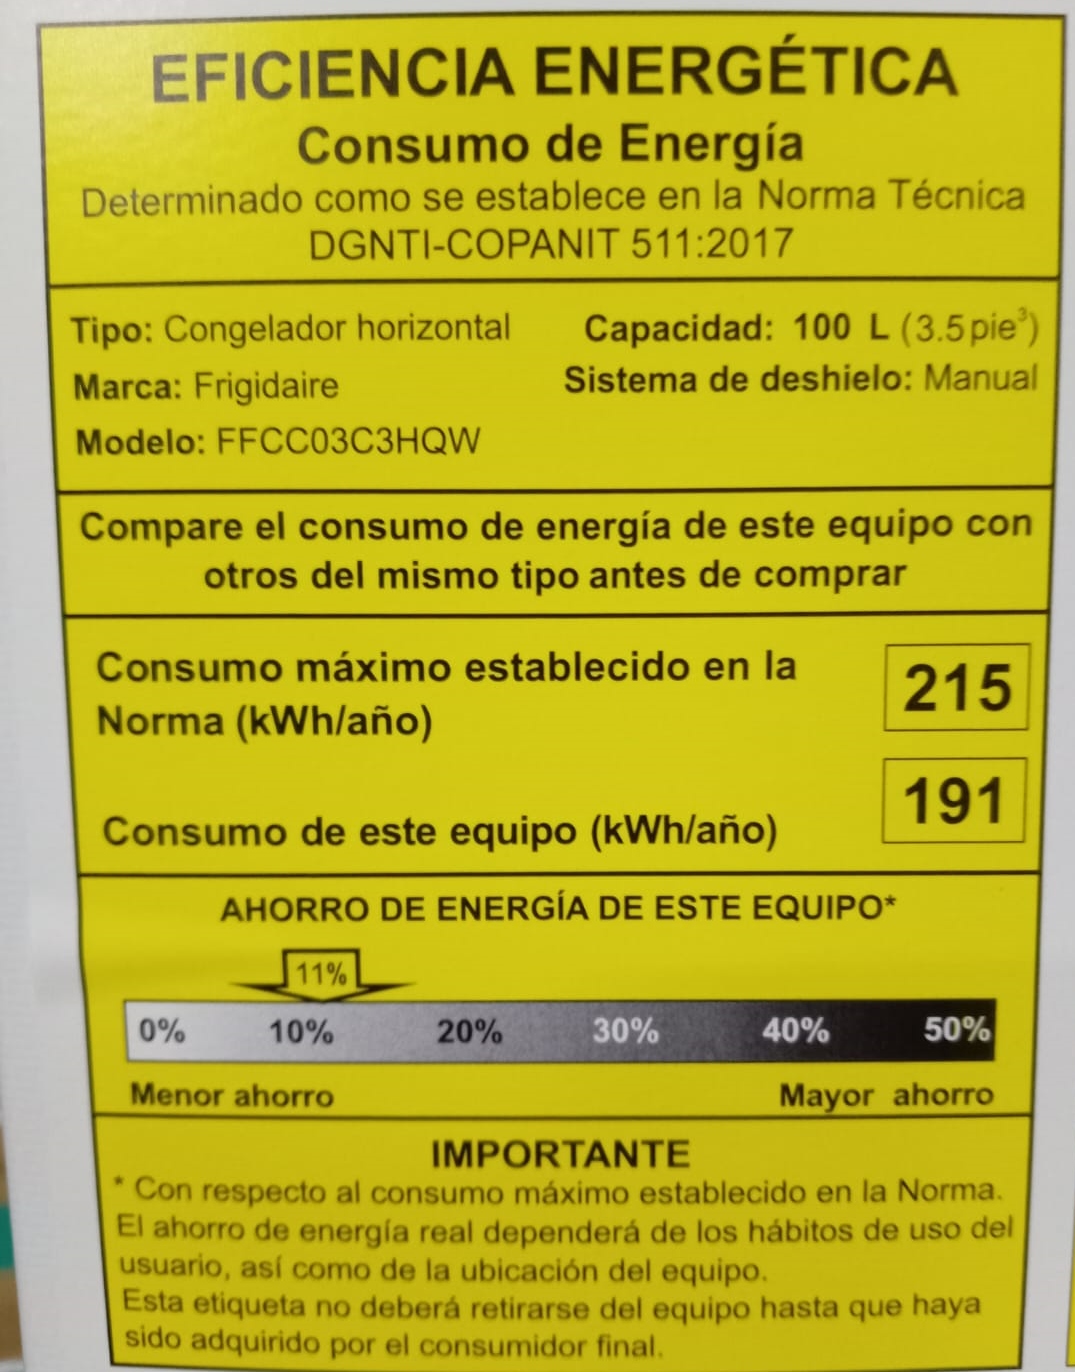 EFICIENCIA ENERGÉTICA
Consumo de Energía
Determinado como se establece en la Norma Técnica
DGNTI-COPANIT 511:2017
Tipo: Congelador horizontal
Capacidad: 100 L (3.5pie³)
Marca: Frigidaire
Sistema de deshielo: Manual
Modelo: FFCC03C3HQW
Compare el consumo de energía de este equipo con
otros del mismo tipo antes de comprar
Consumo máximo establecido en la
Norma (kWh/año)
215
Consumo de este equipo (kWh/año)
191
AHORRO DE ENERGÍA DE ESTE EQUIPO*
11%
0% 10% 20% 30% 40% 50%
Menor ahorro Mayor ahorro
IMPORTANTE
* Con respecto al consumo máximo establecido en la Norma.
El ahorro de energía real dependerá de los hábitos de uso del
usuario, así como de la ubicación del equipo.
Esta etiqueta no deberá retirarse del equipo hasta que haya
sido adquirido por el consumidor final.